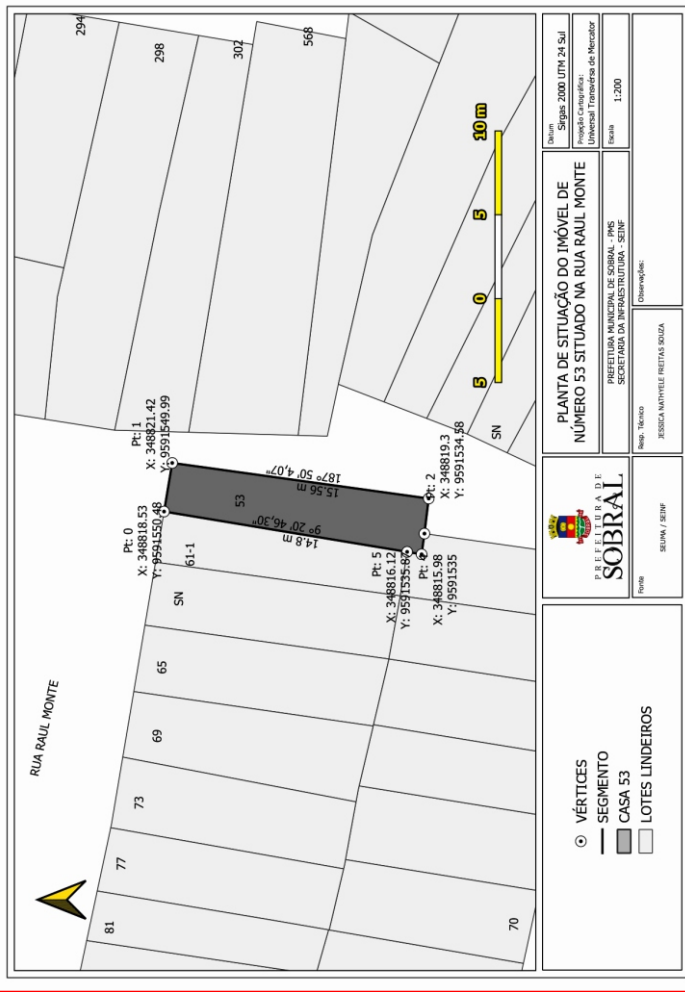 294
298
302
568
RUA RAUL MONTE
Pt: 0
X: 348818.53
Y: 9591550.48
Pt: 1
X: 348821.42
Y: 9591549.99
81
77
73
69
65
SN
61-1
53
9° 20' 46,30"
14.8 m
187° 50' 4,07"
15.56 m
Pt: 5
X: 348816.12
Y: 9591535.87
Pt:
X: 348815.98
Y: 9591535
Pt: 2
X: 348819.3
Y: 9591534.58
70
SN
5 0 5 10 m
VÉRTICES
SEGMENTO
CASA 53
LOTES LINDEIROS
PREFEITURA DE
SOBRAL
Fonte
SEUMA / SEINF
PLANTA DE SITUAÇÃO DO IMÓVEL DE
NÚMERO 53 SITUADO NA RUA RAUL MONTE
PREFEITURA MUNICIPAL DE SOBRAL - PMS
SECRETARIA DA INFRAESTRUTURA - SEINF
Resp. Técnico
JESSICA NATHYELE FREITAS SOUZA
Observações:
Datum
Sirgas 2000 UTM 24 Sul
Projeção Cartográfica:
Universal Transversa de Mercator
Escala
1:200